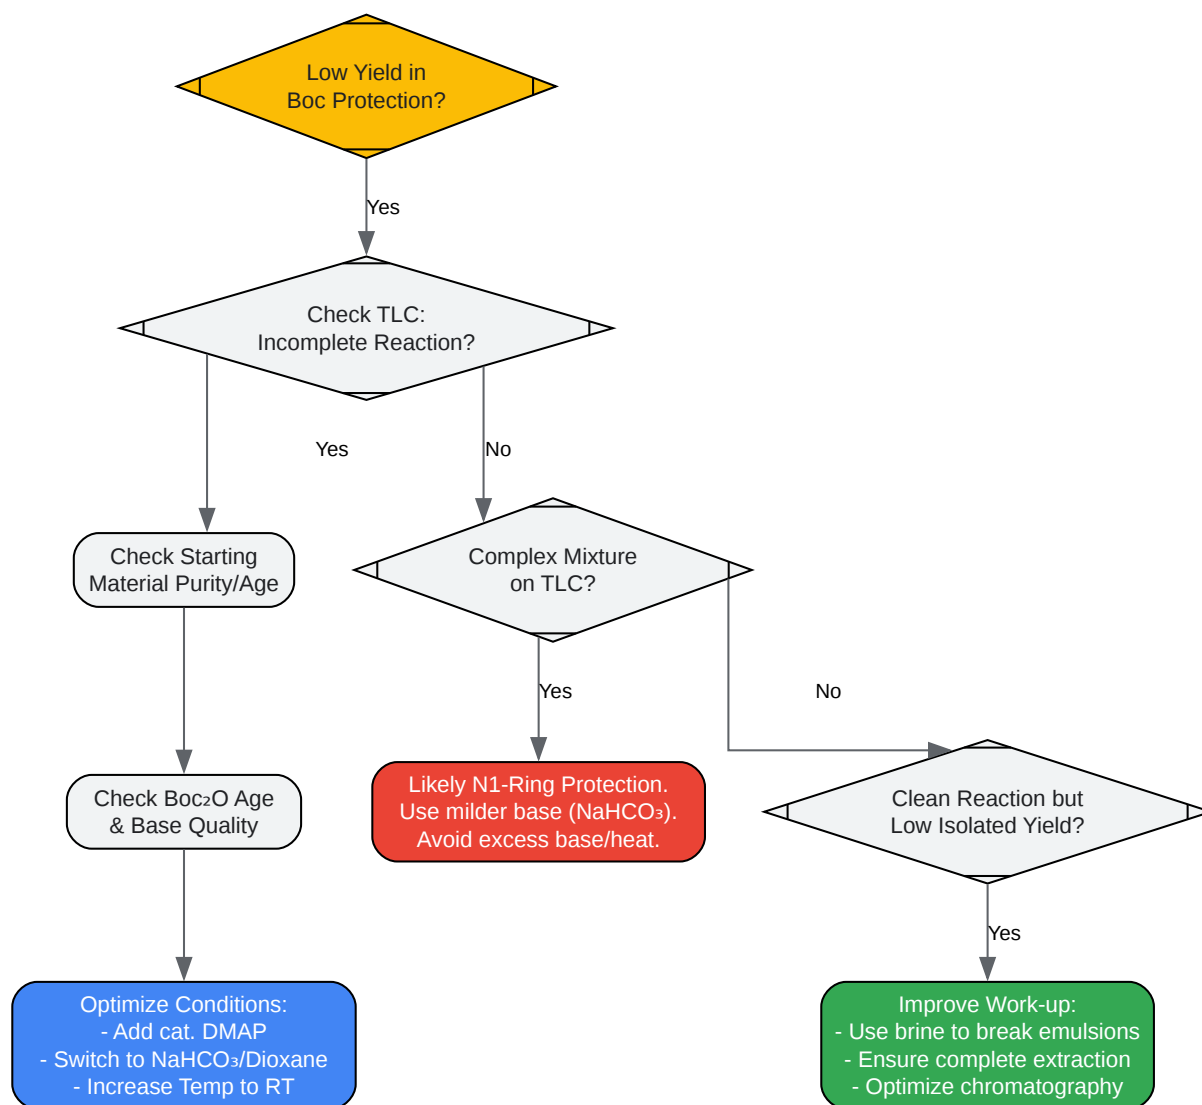 Low Yield in
Boc Protection?
Yes
Check TLC:
Incomplete Reaction?
Yes
No
Check Starting
Material Purity/Age
Complex Mixture
on TLC?
Yes
No
Check Boc₂O Age
& Base Quality
Likely N1-Ring Protection.
Use milder base (NaHCO₃).
Avoid excess base/heat.
Clean Reaction but
Low Isolated Yield?
Yes
Optimize Conditions:
- Add cat. DMAP
- Switch to NaHCO₃/Dioxane
- Increase Temp to RT
Improve Work-up:
- Use brine to break emulsions
- Ensure complete extraction
- Optimize chromatography